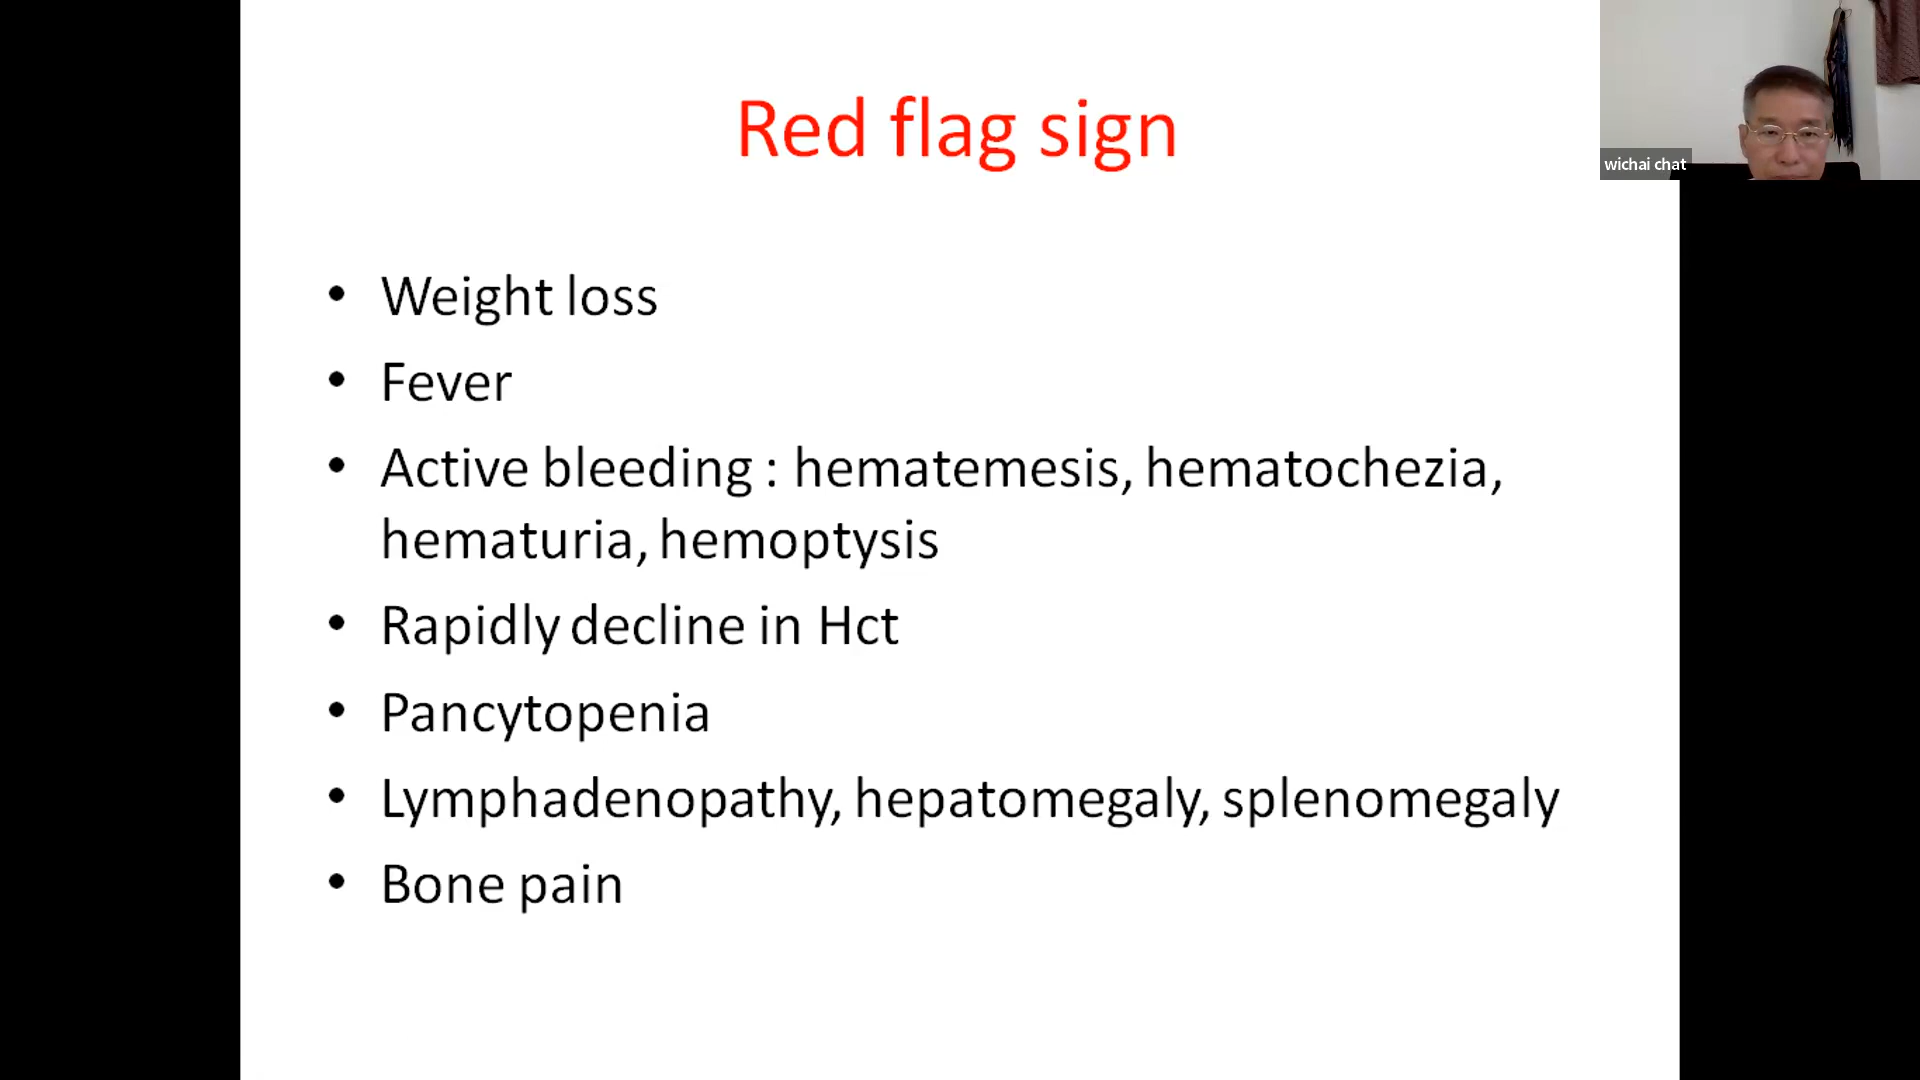 Red flag sign
wichai chat
• Weight loss
• Fever
• Active bleeding : hematemesis, hematochezia,
hematuria, hemoptysis
• Rapidly decline in Hct
• Pancytopenia
• Lymphadenopathy, hepatomegaly, splenomegaly
• Bone pain